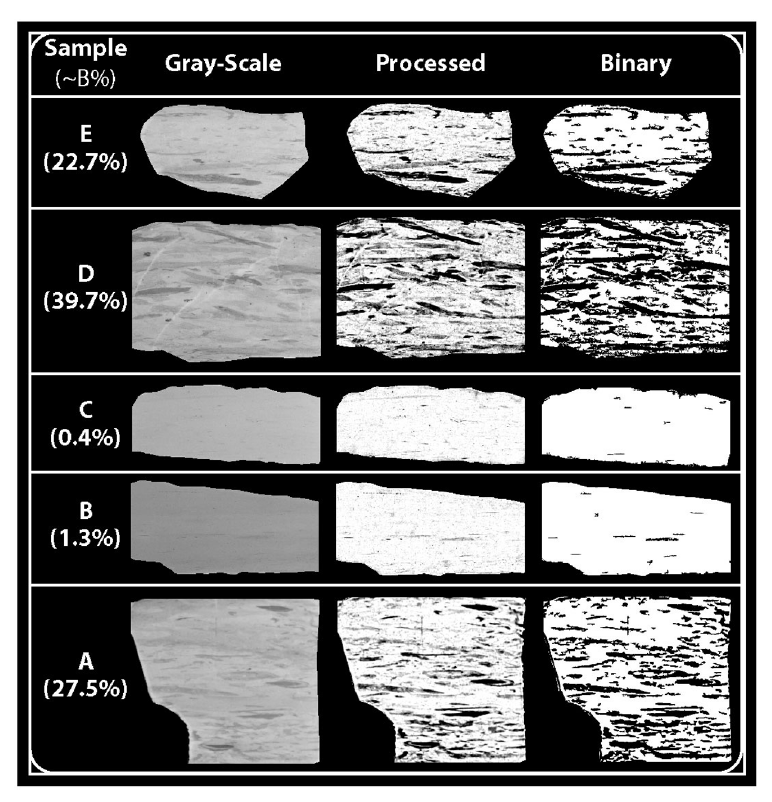 Sample
(~B%)
Gray-Scale
Processed
Binary
E
(22.7%)
D
(39.7%)
C
(0.4%)
B
(1.3%)
A
(27.5%)